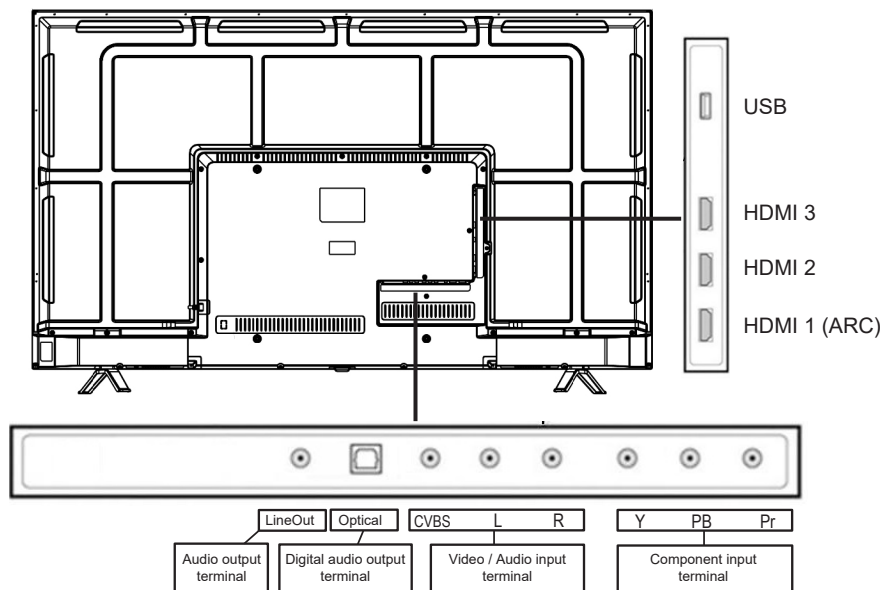 USB
HDMI 3
HDMI 2
HDMI 1 (ARC)
LineOut Optical CVBS L R Y PB Pr
Audio output
terminal
Digital audio output
terminal
Video / Audio input
terminal
Component input
terminal